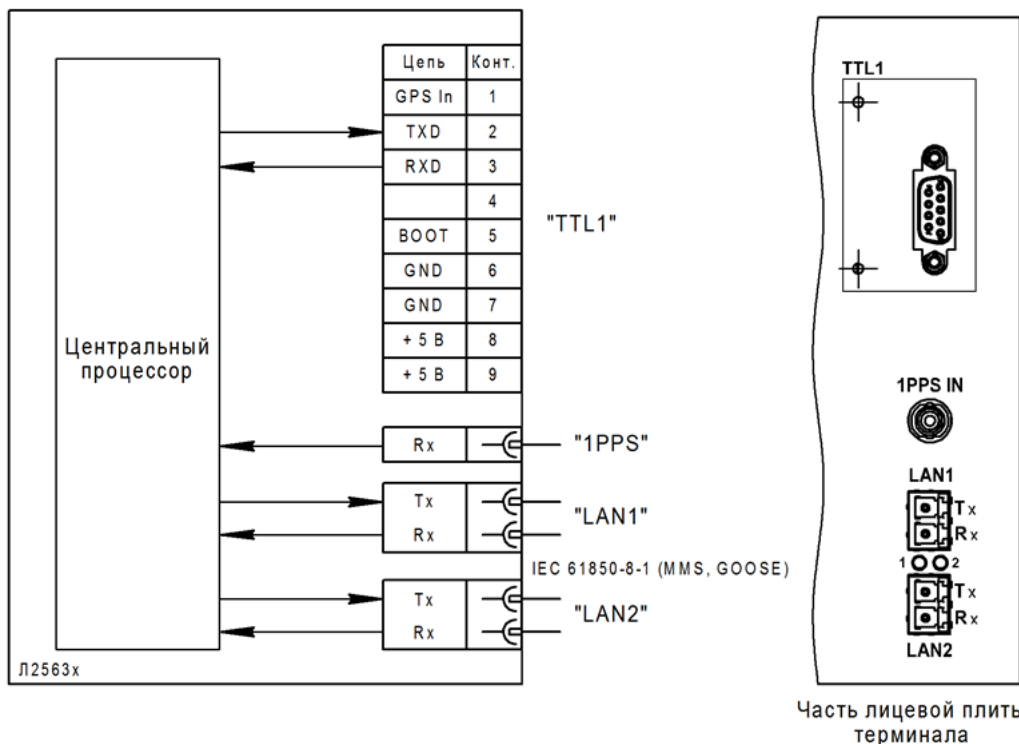 Цепь Конт.
GPS In 1
TXD 2
RXD 3
4
BOOT 5
GND 6
GND 7
+ 5 В 8
+ 5 В 9
"TTL1"
Центральный
процессор
Rx "1PPS"
Tx
Rx
"LAN1"
IEC 61850-8-1 (MMS, GOOSE)
Tx
Rx
"LAN2"
Л2563х
TTL1
1PPS IN
LAN1
Tx
Rx
1 2
Tx
Rx
LAN2
Часть лицевой плиты
терминала